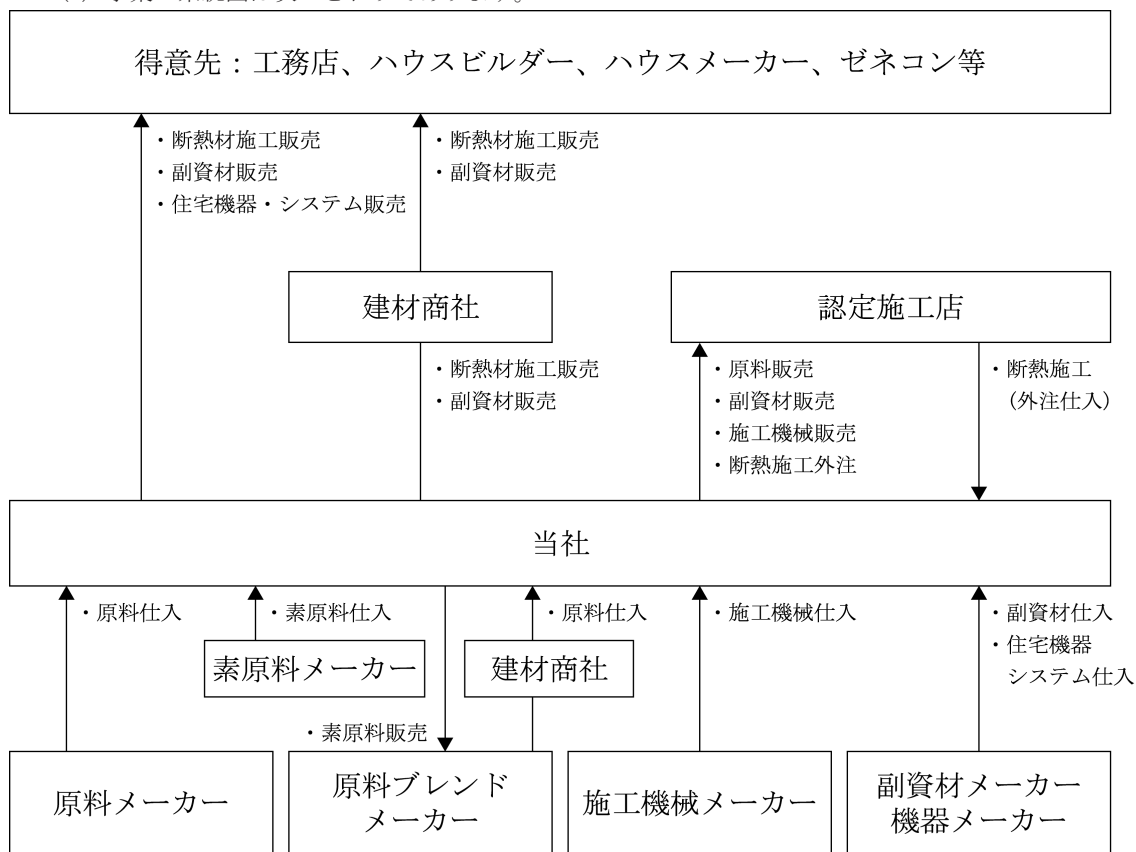 得意先：工務店、ハウスビルダー、ハウスメーカー、ゼネコン等
・断熱材施工販売
・副資材販売
・住宅機器・システム販売
・断熱材施工販売
・副資材販売
建材商社
認定施工店
・断熱材施工販売
・副資材販売
・原料販売
・副資材販売
・施工機械販売
・断熱施工外注
・断熱施工
（外注仕入）
当社
・原料仕入
・素原料仕入
・原料仕入
・施工機械仕入
・副資材仕入
・住宅機器
システム仕入
素原料メーカー
建材商社
・素原料販売
原料メーカー
原料ブレンド
メーカー
施工機械メーカー
副資材メーカー
機器メーカー